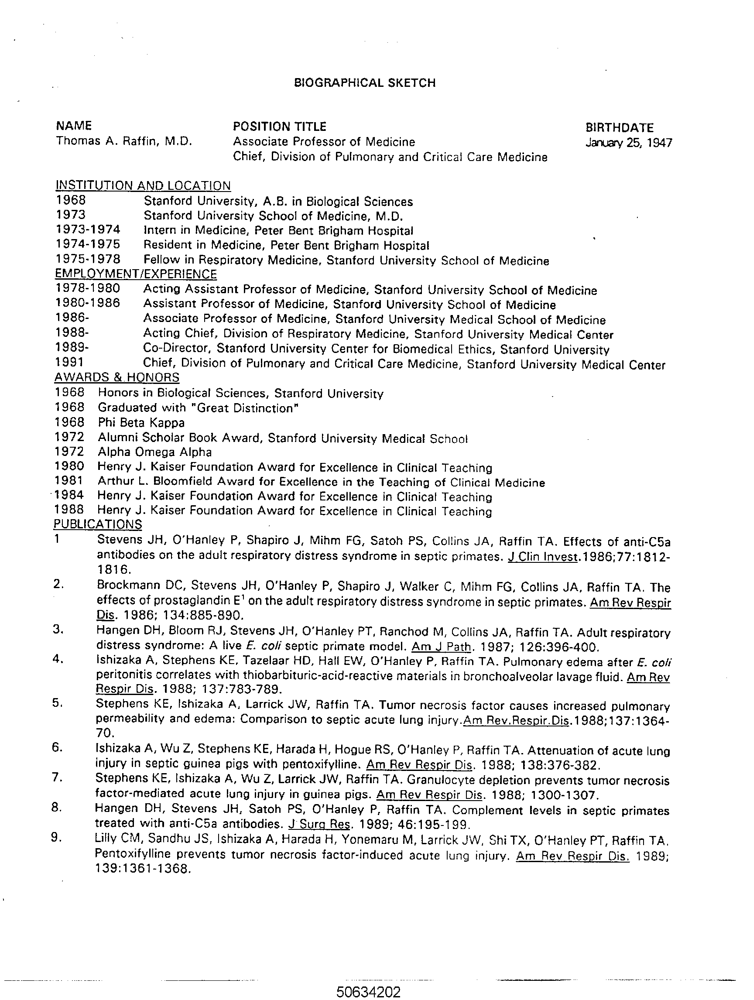 BIOGRAPHICAL SKETCH
NAME POSITION TITLE BIRTHDATE
Thomas A. Raffin, M.D. Associate Professor of Medicine January 25, 1947
Chief, Division of Pulmonary and Critical Care Medicine
INSTITUTION AND LOCATION
1968 Stanford University, A.B. in Biological Sciences
1973 Stanford University School of Medicine, M.D.
1973-1974 Intern in Medicine, Peter Bent Brigham Hospital
1974-1975 Resident in Medicine, Peter Bent Brigham Hospital
1975-1978 Fellow in Respiratory Medicine, Stanford University School of Medicine
EMPLOYMENT/EXPERIENCE
1978-1980 Acting Assistant Professor of Medicine, Stanford University School of Medicine
1980-1986 Assistant Professor of Medicine, Stanford University School of Medicine
1986- Associate Professor of Medicine, Stanford University Medical School of Medicine
1988- Acting Chief, Division of Respiratory Medicine, Stanford University Medical Center
1989- Co-Director, Stanford University Center for Biomedical Ethics, Stanford University
1991 Chief, Division of Pulmonary and Critical Care Medicine, Stanford University Medical Center
AWARDS & HONORS
1968 Honors in Biological Sciences, Stanford University
1968 Graduated with "Great Distinction"
1968 Phi Beta Kappa
1972 Alumni Scholar Book Award, Stanford University Medical School
1972 Alpha Omega Alpha
1980 Henry J. Kaiser Foundation Award for Excellence in Clinical Teaching
1981 Arthur L. Bloomfield Award for Excellence in the Teaching of Clinical Medicine
1984 Henry J. Kaiser Foundation Award for Excellence in Clinical Teaching
1988 Henry J. Kaiser Foundation Award for Excellence in Clinical Teaching
PUBLICATIONS
1 Stevens JH, O'Hanley P, Shapiro J, Mihm FG, Satoh PS, Collins JA, Raffin TA. Effects of anti-C5a
antibodies on the adult respiratory distress syndrome in septic primates. J Clin Invest.1986;77:1812-
1816.
2. Brockmann DC, Stevens JH, O'Hanley P, Shapiro J, Walker C, Mihm FG, Collins JA, Raffin TA. The
effects of prostaglandin E¹ on the adult respiratory distress syndrome in septic primates. Am Rev Respir
Dis. 1986; 134:885-890.
3. Hangen DH, Bloom RJ, Stevens JH, O'Hanley PT, Ranchod M, Collins JA, Raffin TA. Adult respiratory
distress syndrome: A live E. coli septic primate model. Am J Path. 1987; 126:396-400.
4. Ishizaka A, Stephens KE, Tazelaar HD, Hall EW, O'Hanley P, Raffin TA. Pulmonary edema after E. coli
peritonitis correlates with thiobarbituric-acid-reactive materials in bronchoalveolar lavage fluid. Am Rev
Respir Dis. 1988; 137:783-789.
5. Stephens KE, Ishizaka A, Larrick JW, Raffin TA. Tumor necrosis factor causes increased pulmonary
permeability and edema: Comparison to septic acute lung injury.Am.Rev.Respir.Dis.1988;137:1364-
70.
6. Ishizaka A, Wu Z, Stephens KE, Harada H, Hogue RS, O'Hanley P, Raffin TA. Attenuation of acute lung
injury in septic guinea pigs with pentoxifylline. Am Rev Respir Dis. 1988; 138:376-382.
7. Stephens KE, Ishizaka A, Wu Z, Larrick JW, Raffin TA. Granulocyte depletion prevents tumor necrosis
factor-mediated acute lung injury in guinea pigs. Am Rev Respir Dis. 1988; 1300-1307.
8. Hangen DH, Stevens JH, Satoh PS, O'Hanley P, Raffin TA. Complement levels in septic primates
treated with anti-C5a antibodies. J Surg Res. 1989; 46:195-199.
9. Lilly CM, Sandhu JS, Ishizaka A, Harada H, Yonemaru M, Larrick JW, Shi TX, O'Hanley PT, Raffin TA.
Pentoxifylline prevents tumor necrosis factor-induced acute lung injury. Am Rev Respir Dis. 1989;
139:1361-1368.
50634202